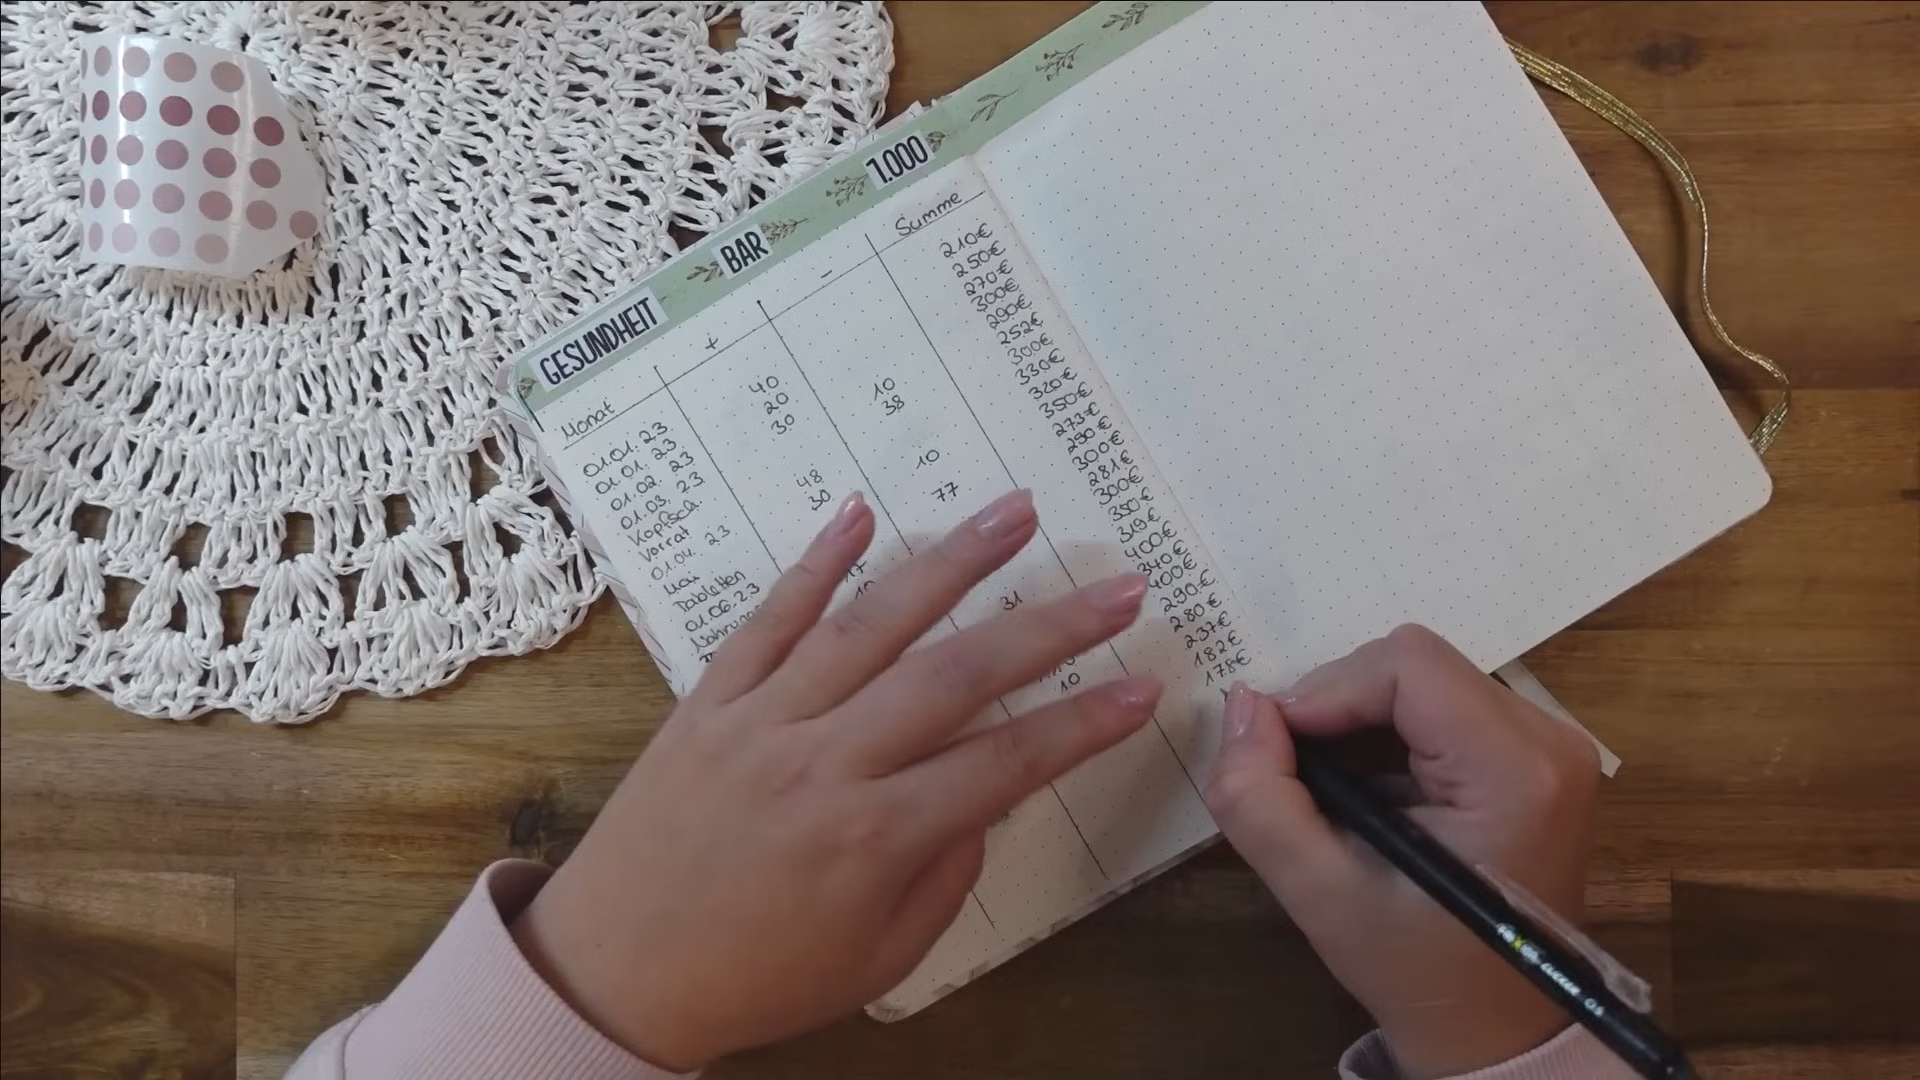 GESUNDHEIT BAR 1.000
Monat + - Summe
01.01.23 210€
01.01.23 40 250€
01.02.23 20 270€
01.03.23 30 300€
Kopfsch. 10 290€
Vorrat 38 252€
01.04.23 48 300€
Mai 30 330€
Tabletten 10 320€
01.06.23 350€
77 273€
17 290€
10 300€
281€
300€
350€
31 319€
400€
340€
400€
290€
10 280€
237€
182€
178€